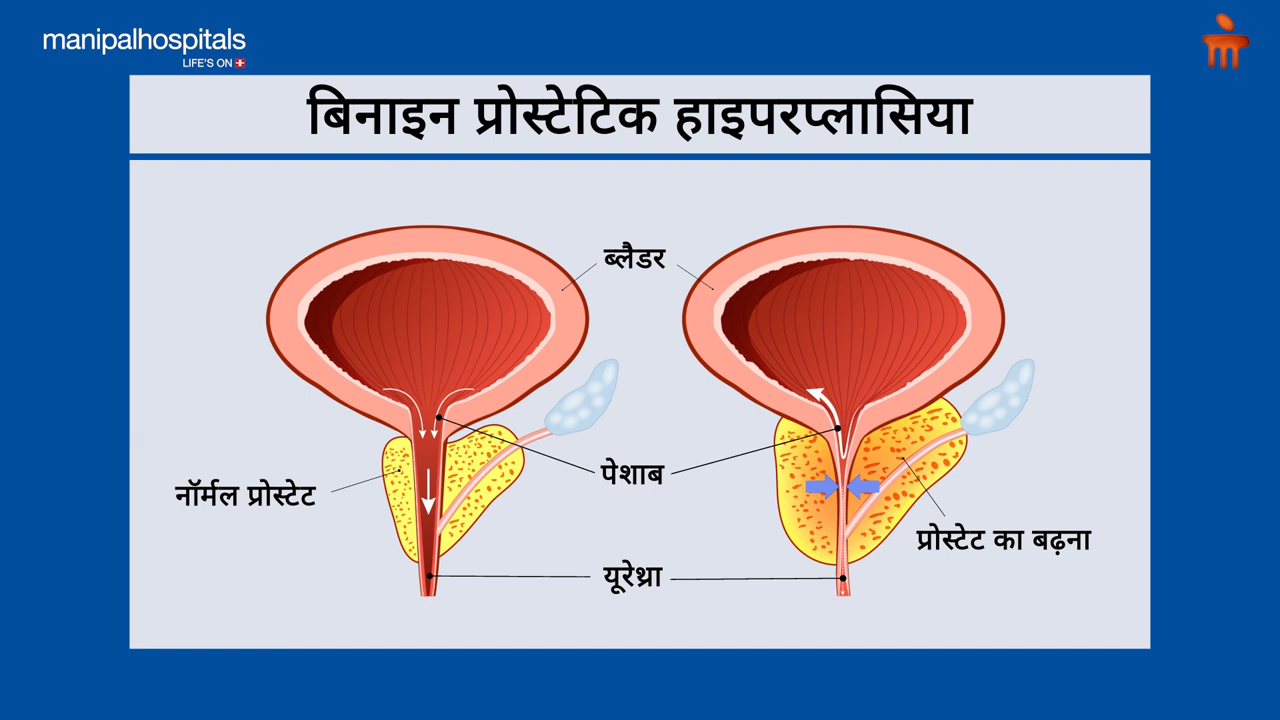 manipalhospitals
LIFE'S ON
बिनाइन प्रोस्टेटिक हाइपरप्लासिया
ब्लैडर
पेशाब
नॉर्मल प्रोस्टेट
प्रोस्टेट का बढ़ना
यूरेथ्रा